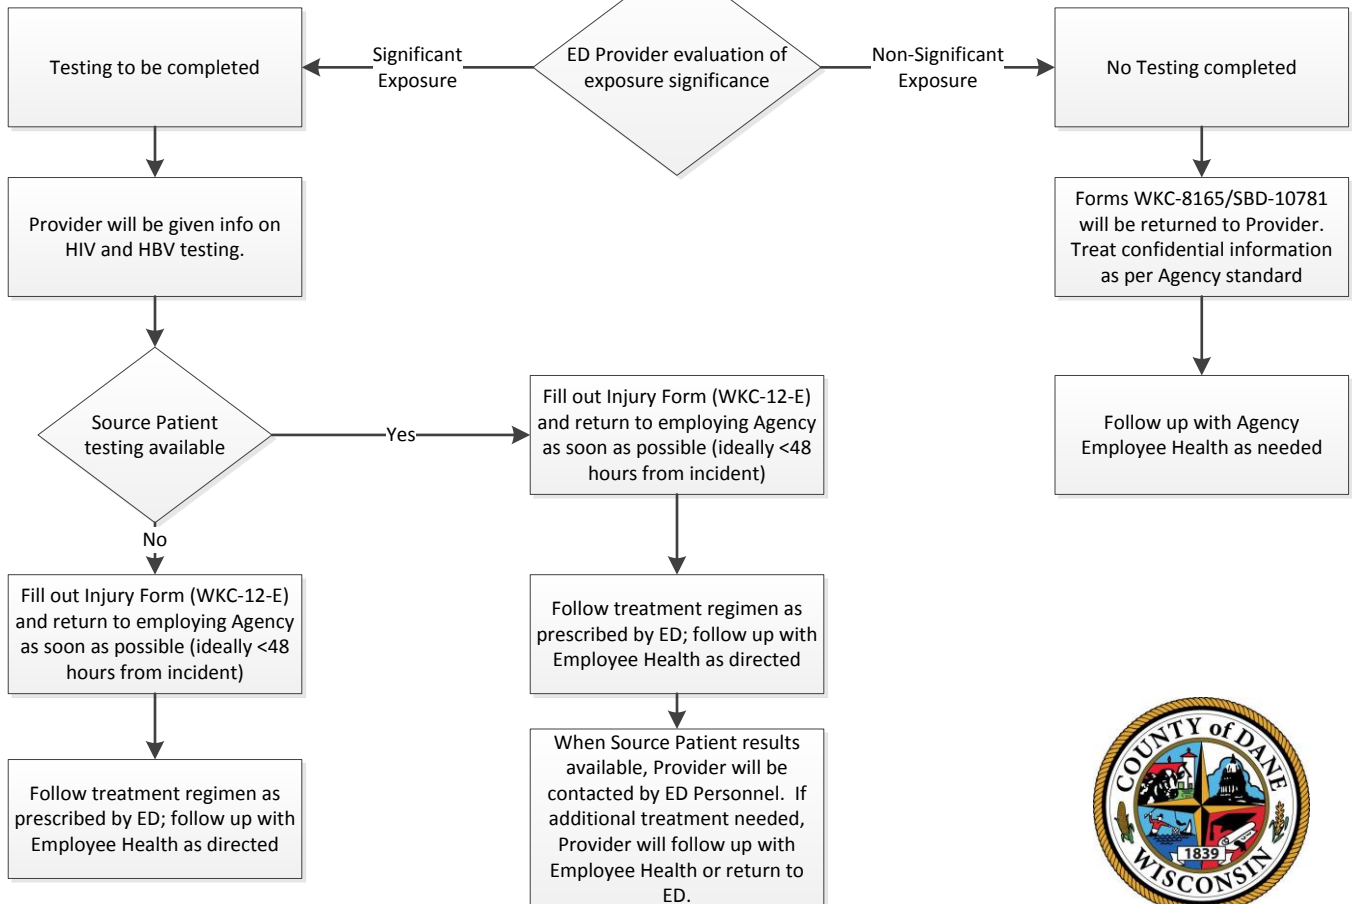 Testing to be completed
Significant
Exposure
ED Provider evaluation of
exposure significance
Non-Significant
Exposure
No Testing completed
Provider will be given info on
HIV and HBV testing.
Forms WKC-8165/SBD-10781
will be returned to Provider.
Treat confidential information
as per Agency standard
Source Patient
testing available
Yes
Fill out Injury Form (WKC-12-E)
and return to employing Agency
as soon as possible (ideally <48
hours from incident)
Follow up with Agency
Employee Health as needed
No
Fill out Injury Form (WKC-12-E)
and return to employing Agency
as soon as possible (ideally <48
hours from incident)
Follow treatment regimen as
prescribed by ED; follow up with
Employee Health as directed
Follow treatment regimen as
prescribed by ED; follow up with
Employee Health as directed
When Source Patient results
available, Provider will be
contacted by ED Personnel.  If
additional treatment needed,
Provider will follow up with
Employee Health or return to
ED.
COUNTY of DANE
1839
WISCONSIN